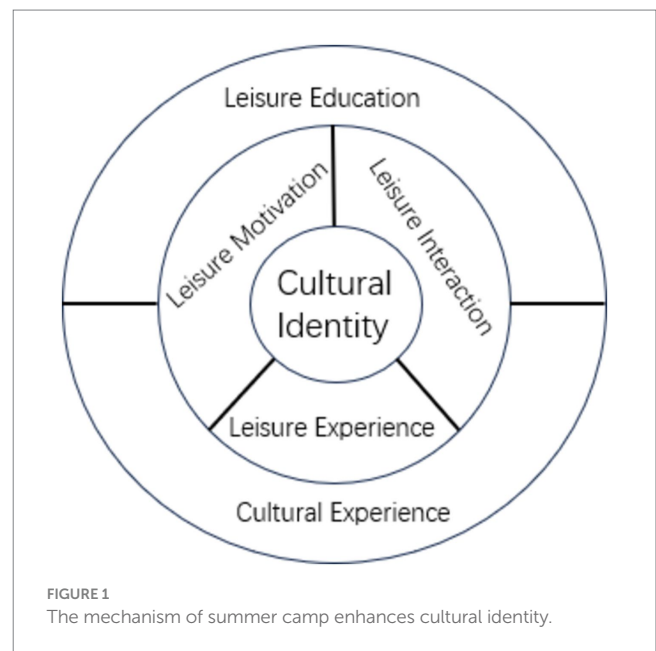 Leisure Education
Leisure Motivation
Leisure Interaction
Cultural
Identity
Leisure Experience
Cultural Experience
FIGURE 1
The mechanism of summer camp enhances cultural identity.